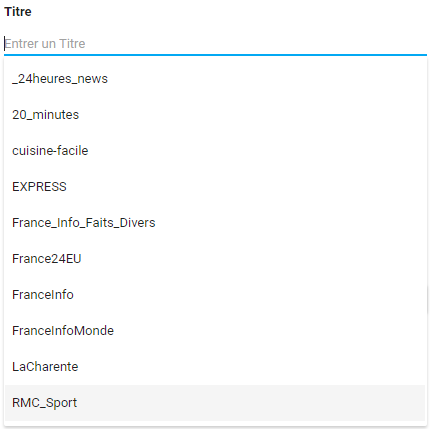 Titre
Entrer un Titre
_24heures_news
20_minutes
cuisine-facile
EXPRESS
France_Info_Faits_Divers
France24EU
FranceInfo
FranceInfoMonde
LaCharente
RMC_Sport